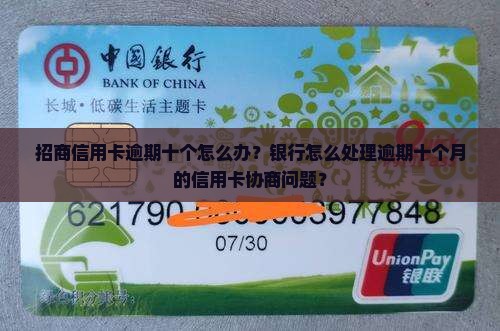 中国银行
BANK OF CHINA
长城·低碳生活主题卡
招商信用卡逾期十个怎么办？银行怎么处理逾期十个月
的信用卡协商问题？
621790 977848
07/30
UnionPay
银联